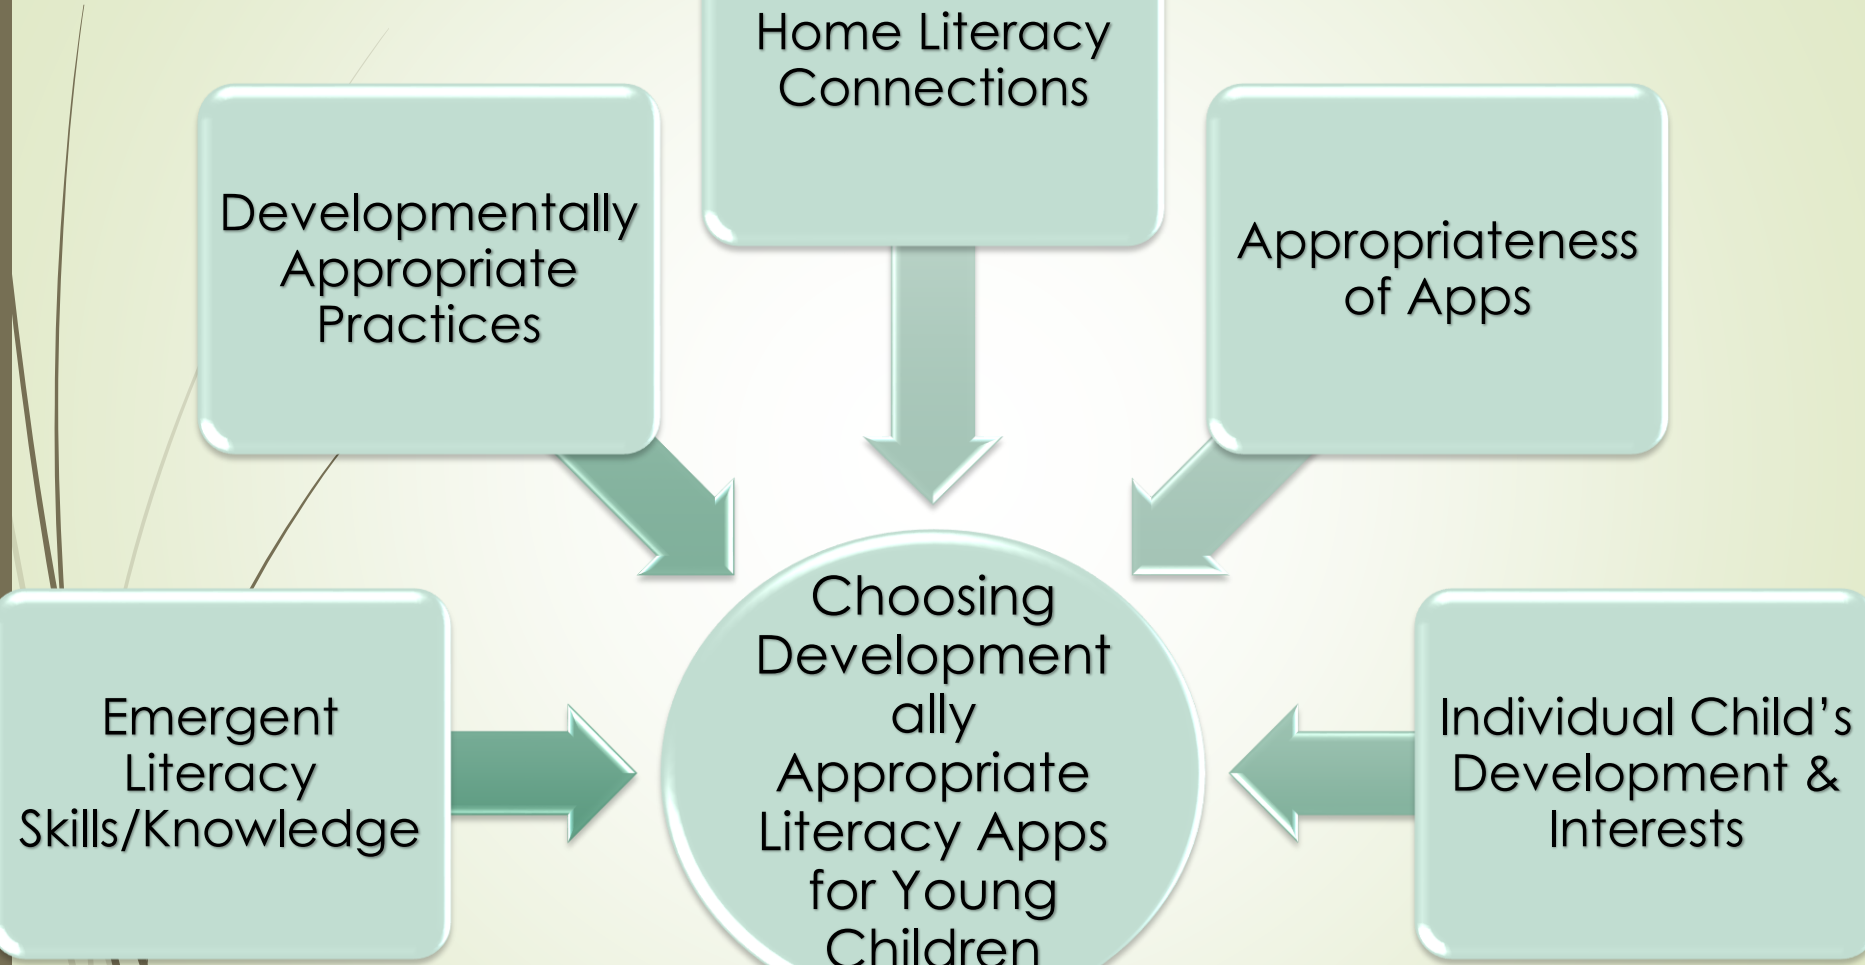 Home Literacy
Connections
Developmentally
Appropriate
Practices
Appropriateness
of Apps
Emergent
Literacy
Skills/Knowledge
Choosing
Development
ally
Appropriate
Literacy Apps
for Young
Children
Individual Child’s
Development &
Interests